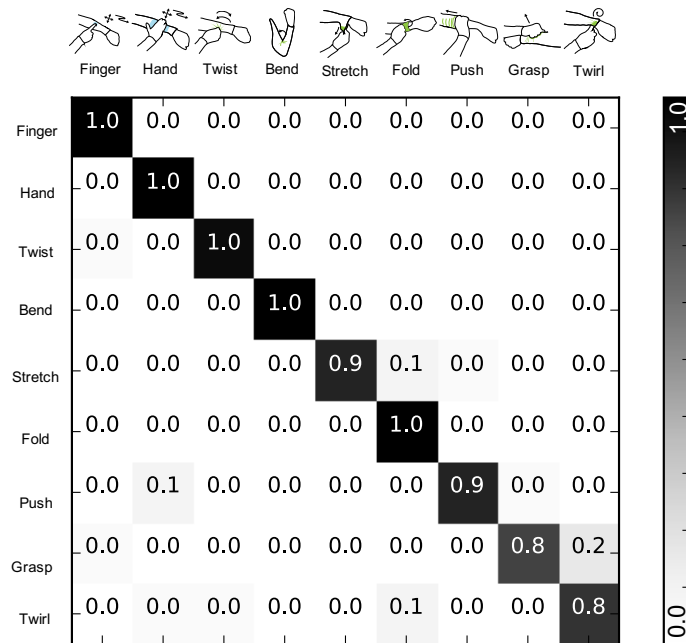 Finger Hand Twist Bend Stretch Fold Push Grasp Twirl
Finger 1.0 0.0 0.0 0.0 0.0 0.0 0.0 0.0 0.0
Hand 0.0 1.0 0.0 0.0 0.0 0.0 0.0 0.0 0.0
Twist 0.0 0.0 1.0 0.0 0.0 0.0 0.0 0.0 0.0
Bend 0.0 0.0 0.0 1.0 0.0 0.0 0.0 0.0 0.0
Stretch 0.0 0.0 0.0 0.0 0.9 0.1 0.0 0.0 0.0
Fold 0.0 0.0 0.0 0.0 0.0 1.0 0.0 0.0 0.0
Push 0.0 0.1 0.0 0.0 0.0 0.0 0.9 0.0 0.0
Grasp 0.0 0.0 0.0 0.0 0.0 0.0 0.0 0.8 0.2
Twirl 0.0 0.0 0.0 0.0 0.0 0.1 0.0 0.0 0.8
1.0
0.0